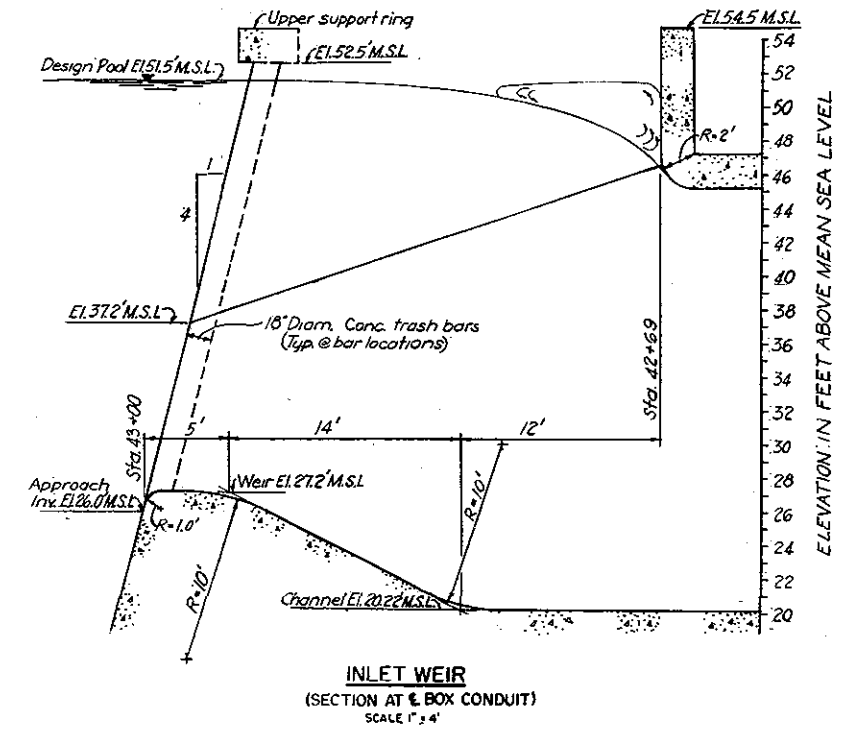 Upper support ring
El.54.5 M.S.L
El.52.5' M.S.L
Design Pool El.51.5' M.S.L.
54
52
50
48
46
44
42
40
38
36
34
32
30
28
26
24
22
20
ELEVATION IN FEET ABOVE MEAN SEA LEVEL
R=2'
1
4
El.37.2' M.S.L
18" Diam. Conc. trash bars
(Typ. @ bar locations)
Sta. 42+69
Sta. 43+00
5'
14'
12'
Approach
Inv. El.26.0' M.S.L
Weir El.27.2' M.S.L
R=1.0'
R=10'
R=10'
Channel El.20.22' M.S.L.
INLET WEIR
(SECTION AT ℄ BOX CONDUIT)
SCALE 1" = 4'